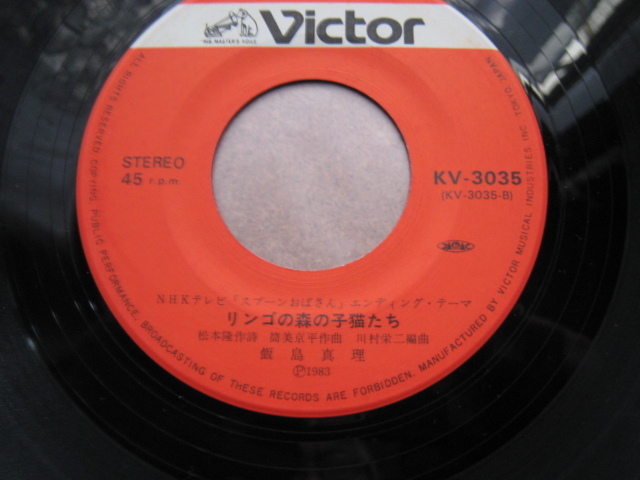 "HIS MASTER'S VOICE"
Victor
STEREO
45 r.p.m
KV-3035
(KV-3035-B)
JASRAC
NHKテレビ「スプーンおばさん」エンディング・テーマ
リンゴの森の子猫たち
松本隆作詩 筒美京平作曲 川村栄二編曲
飯島真理
Ⓟ1983
ALL RIGHTS RESERVED. COPYING, PUBLIC PERFORMANCE, BROADCASTING OF THESE RECORDS ARE FORBIDDEN. MANUFACTURED BY VICTOR MUSICAL INDUSTRIES, INC. TOKYO, JAPAN